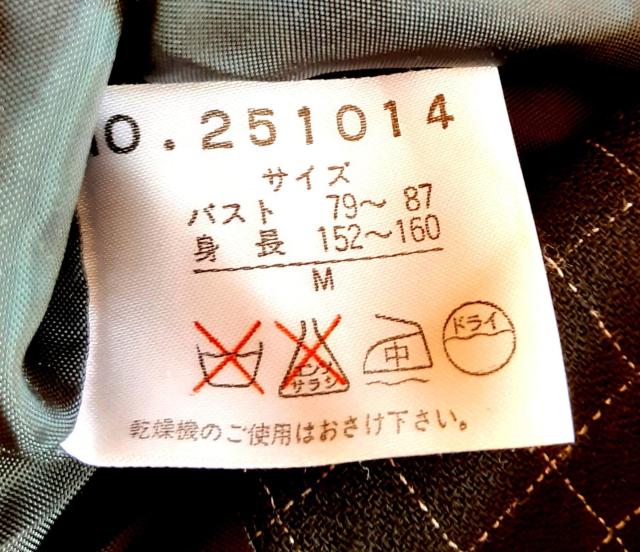 NO.251014
サイズ
バスト 79〜 87
身 長 152〜160
M
エンソ
サラシ
中
ドライ
乾燥機のご使用はおさけ下さい。